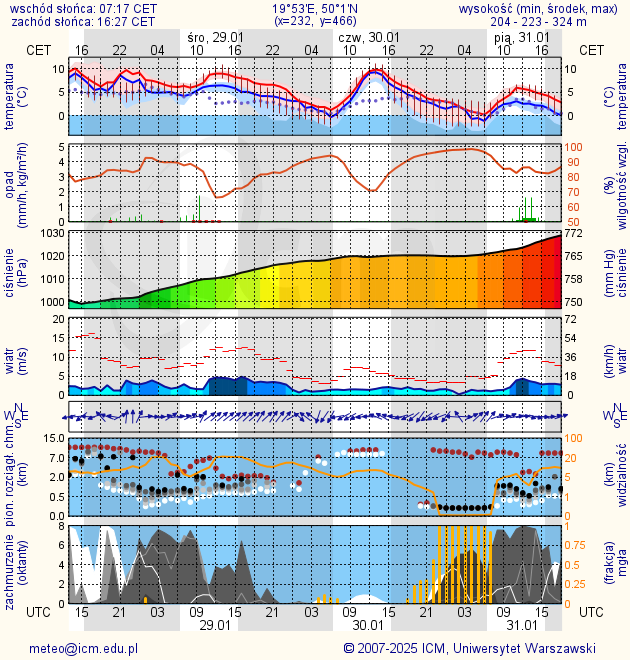 wschód słońca: 07:17 CET 19°53'E, 50°1'N wysokość (min, środek, max)
zachód słońca: 16:27 CET (x=232, y=466) 204 - 223 - 324 m
śro, 29.01 czw, 30.01 pią, 31.01
CET 16 22 04 10 16 22 04 10 16 22 04 10 16 CET
temperatura (°C) 10 5 0 10 5 0 temperatura (°C)
opad (mm/h, kg/m²/h) 5 4 3 2 1 0 100 90 80 70 60 50 (%) wilgotność wzgl.
ciśnienie (hPa) 1030 1020 1010 1000 772 765 758 750 (mm Hg) ciśnienie
wiatr (m/s) 20 15 10 5 0 72 54 36 18 0 (km/h) wiatr
N W E S N W E S
pion. rozciągł. chm. (km) 15.0 7.0 2.0 0.5 0.0 100 20 5 1 0 (km) widzialność
zachmurzenie (oktanty) 8 6 4 2 0 1 0.75 0.5 0.25 0 (frakcja) mgła
UTC 15 21 03 09 15 21 03 09 15 21 03 09 15 UTC
29.01 30.01 31.01
meteo@icm.edu.pl © 2007-2025 ICM, Uniwersytet Warszawski